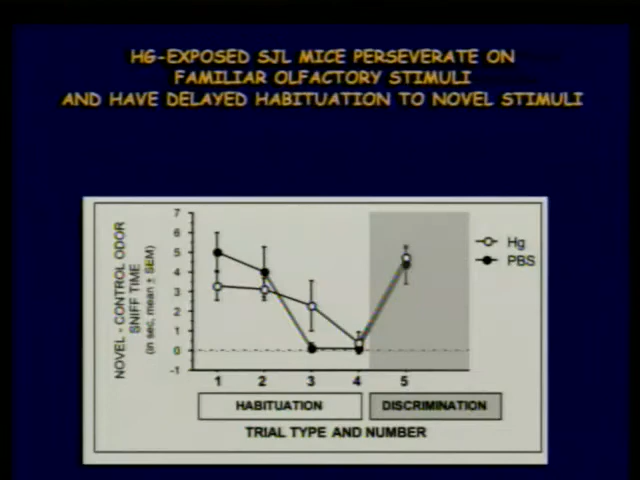 HG-EXPOSED SJL MICE PERSEVERATE ON
FAMILIAR OLFACTORY STIMULI
AND HAVE DELAYED HABITUATION TO NOVEL STIMULI
NOVEL - CONTROL ODOR
SNIFF TIME
(in sec, mean ± SEM)
7
6
5
4
3
2
1
0
-1
Hg
PBS
1 2 3 4 5
HABITUATION DISCRIMINATION
TRIAL TYPE AND NUMBER